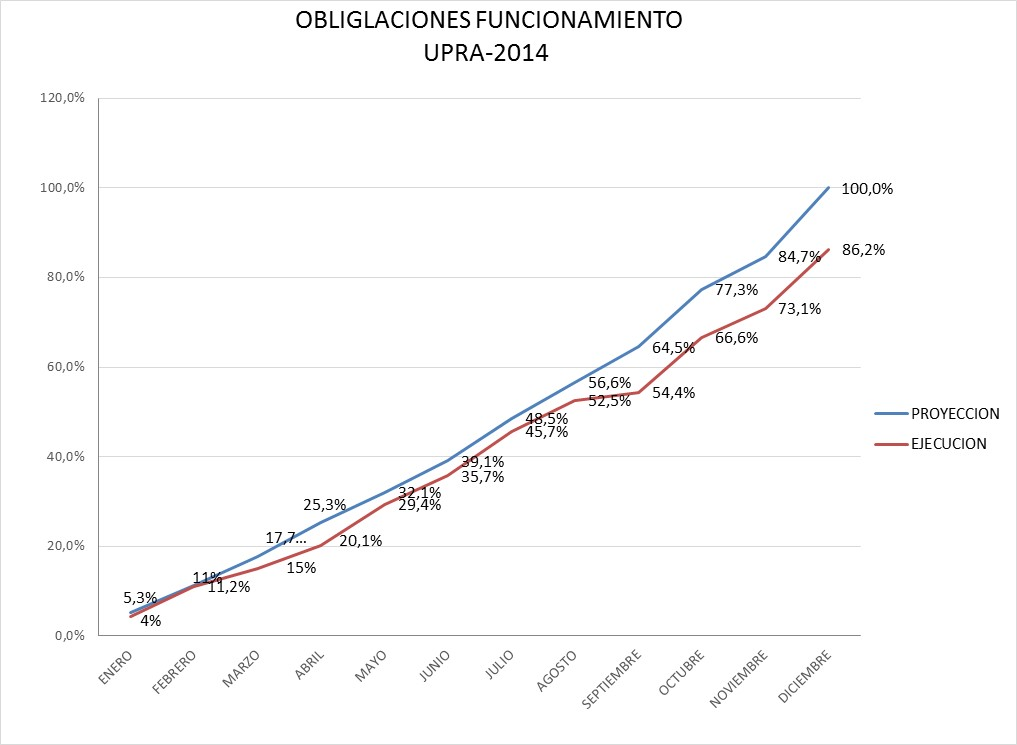 OBLIGLACIONES FUNCIONAMIENTO
UPRA-2014
120,0%
100,0%
80,0%
60,0%
40,0%
20,0%
0,0%
5,3%
11%
17,7...
25,3%
32,1%
39,1%
48,5%
56,6%
64,5%
77,3%
84,7%
100,0%
4%
11,2%
15%
20,1%
29,4%
35,7%
45,7%
52,5%
54,4%
66,6%
73,1%
86,2%
PROYECCION
EJECUCION
ENERO
FEBRERO
MARZO
ABRIL
MAYO
JUNIO
JULIO
AGOSTO
SEPTIEMBRE
OCTUBRE
NOVIEMBRE
DICIEMBRE